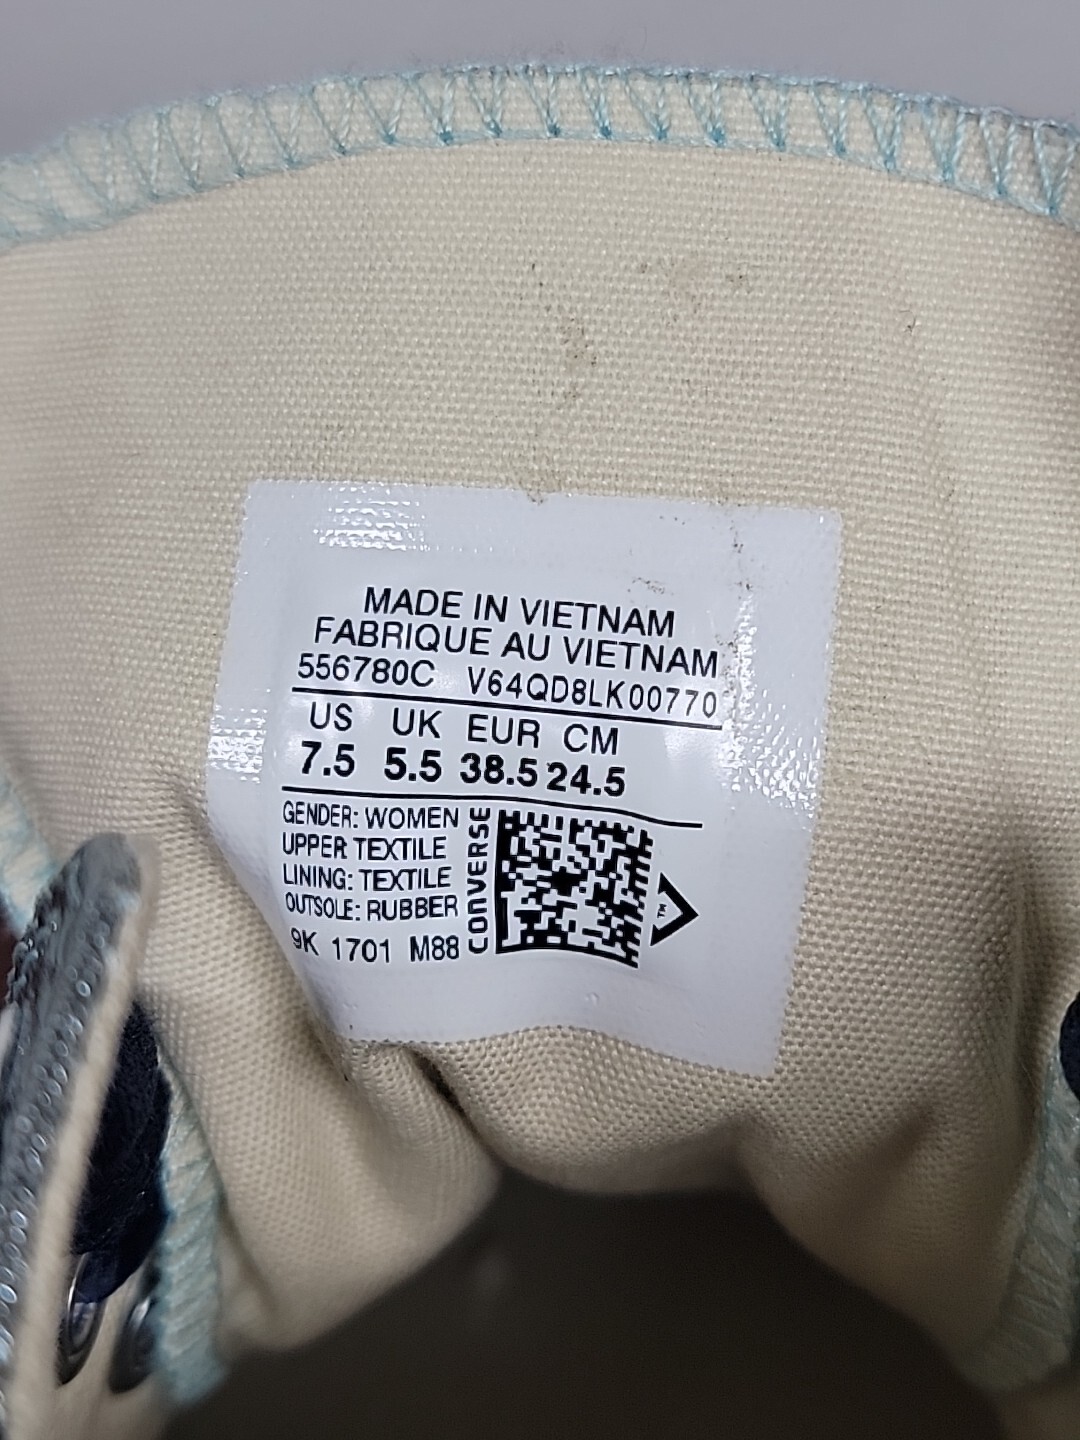 MADE IN VIETNAM
FABRIQUE AU VIETNAM
556780C V64QD8LK00770
US UK EUR CM
7.5 5.5 38.5 24.5
GENDER: WOMEN
UPPER TEXTILE
LINING: TEXTILE
OUTSOLE: RUBBER
9K 1701 M88
CONVERSE
TM